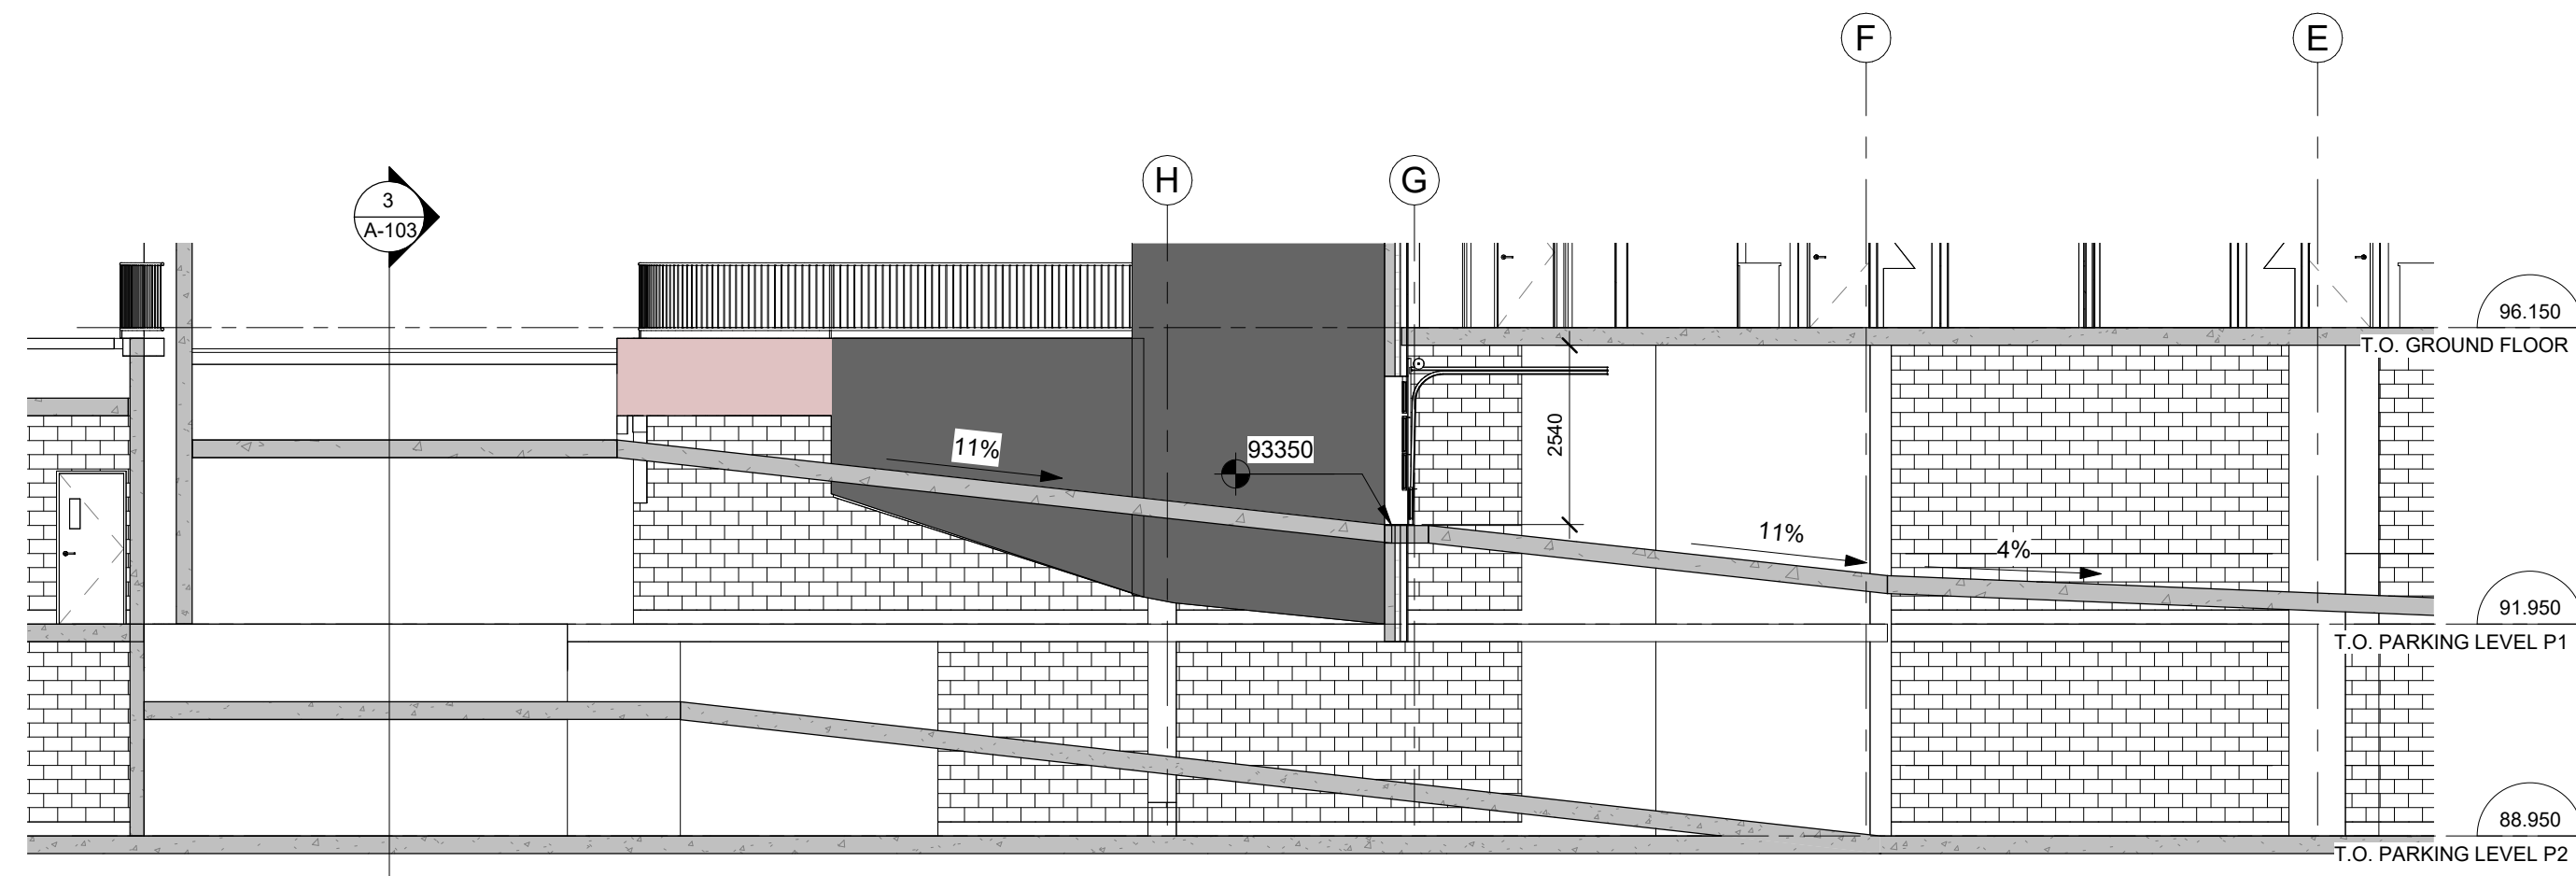 F
E
H
G
3
A-103
96.150
T.O. GROUND FLOOR
11%
93350
2540
11%
4%
91.950
T.O. PARKING LEVEL P1
88.950
T.O. PARKING LEVEL P2